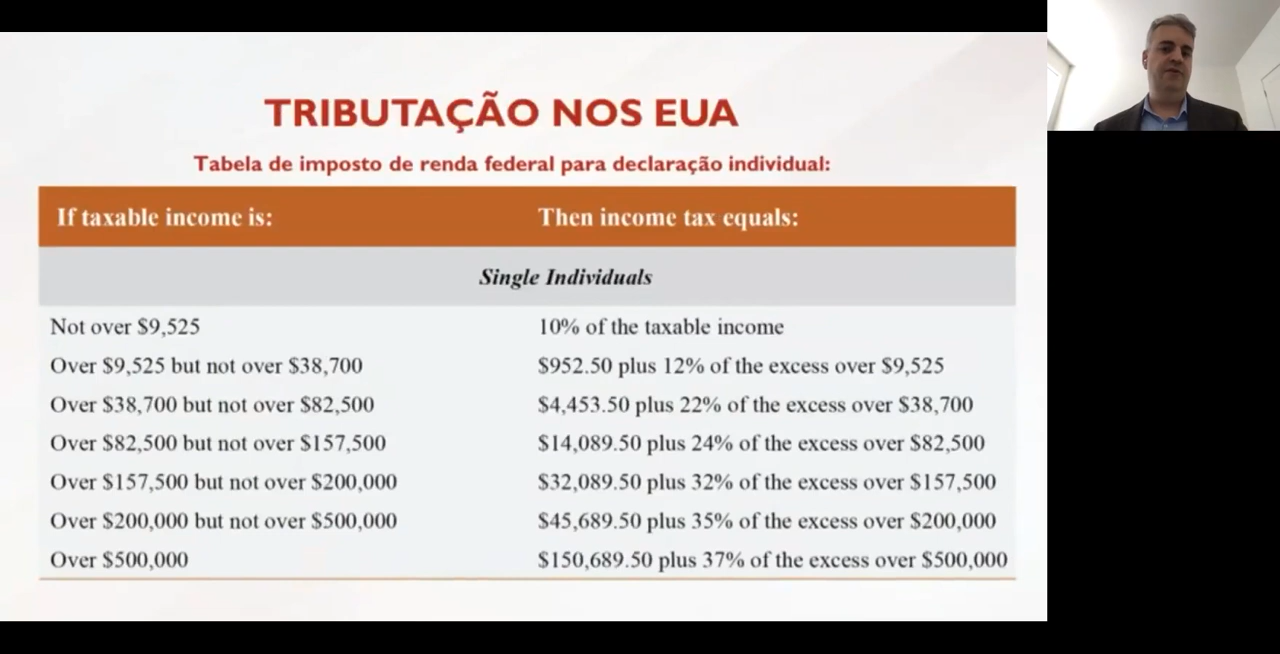 TRIBUTAÇÃO NOS EUA
Tabela de imposto de renda federal para declaração individual:
If taxable income is: Then income tax equals:
Single Individuals
Not over $9,525 10% of the taxable income
Over $9,525 but not over $38,700 $952.50 plus 12% of the excess over $9,525
Over $38,700 but not over $82,500 $4,453.50 plus 22% of the excess over $38,700
Over $82,500 but not over $157,500 $14,089.50 plus 24% of the excess over $82,500
Over $157,500 but not over $200,000 $32,089.50 plus 32% of the excess over $157,500
Over $200,000 but not over $500,000 $45,689.50 plus 35% of the excess over $200,000
Over $500,000 $150,689.50 plus 37% of the excess over $500,000